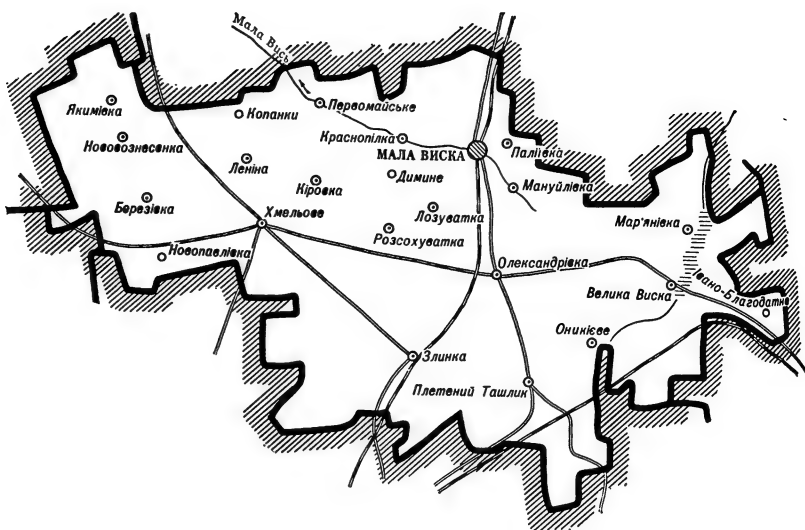 Мала Вись
Якимівка
Копанки
Первомайське
Нововознесенка
Краснопілка
МАЛА ВИСКА
Паліївка
Леніна
Димине
Кіровка
Мануйлівка
Березівка
Хмельове
Лозуватка
Розсохуватка
Мар'янівка
Новопавлівка
Олександрівка
Івано-Благодатне
Велика Виска
Оникієве
Злинка
Плетений Ташлик